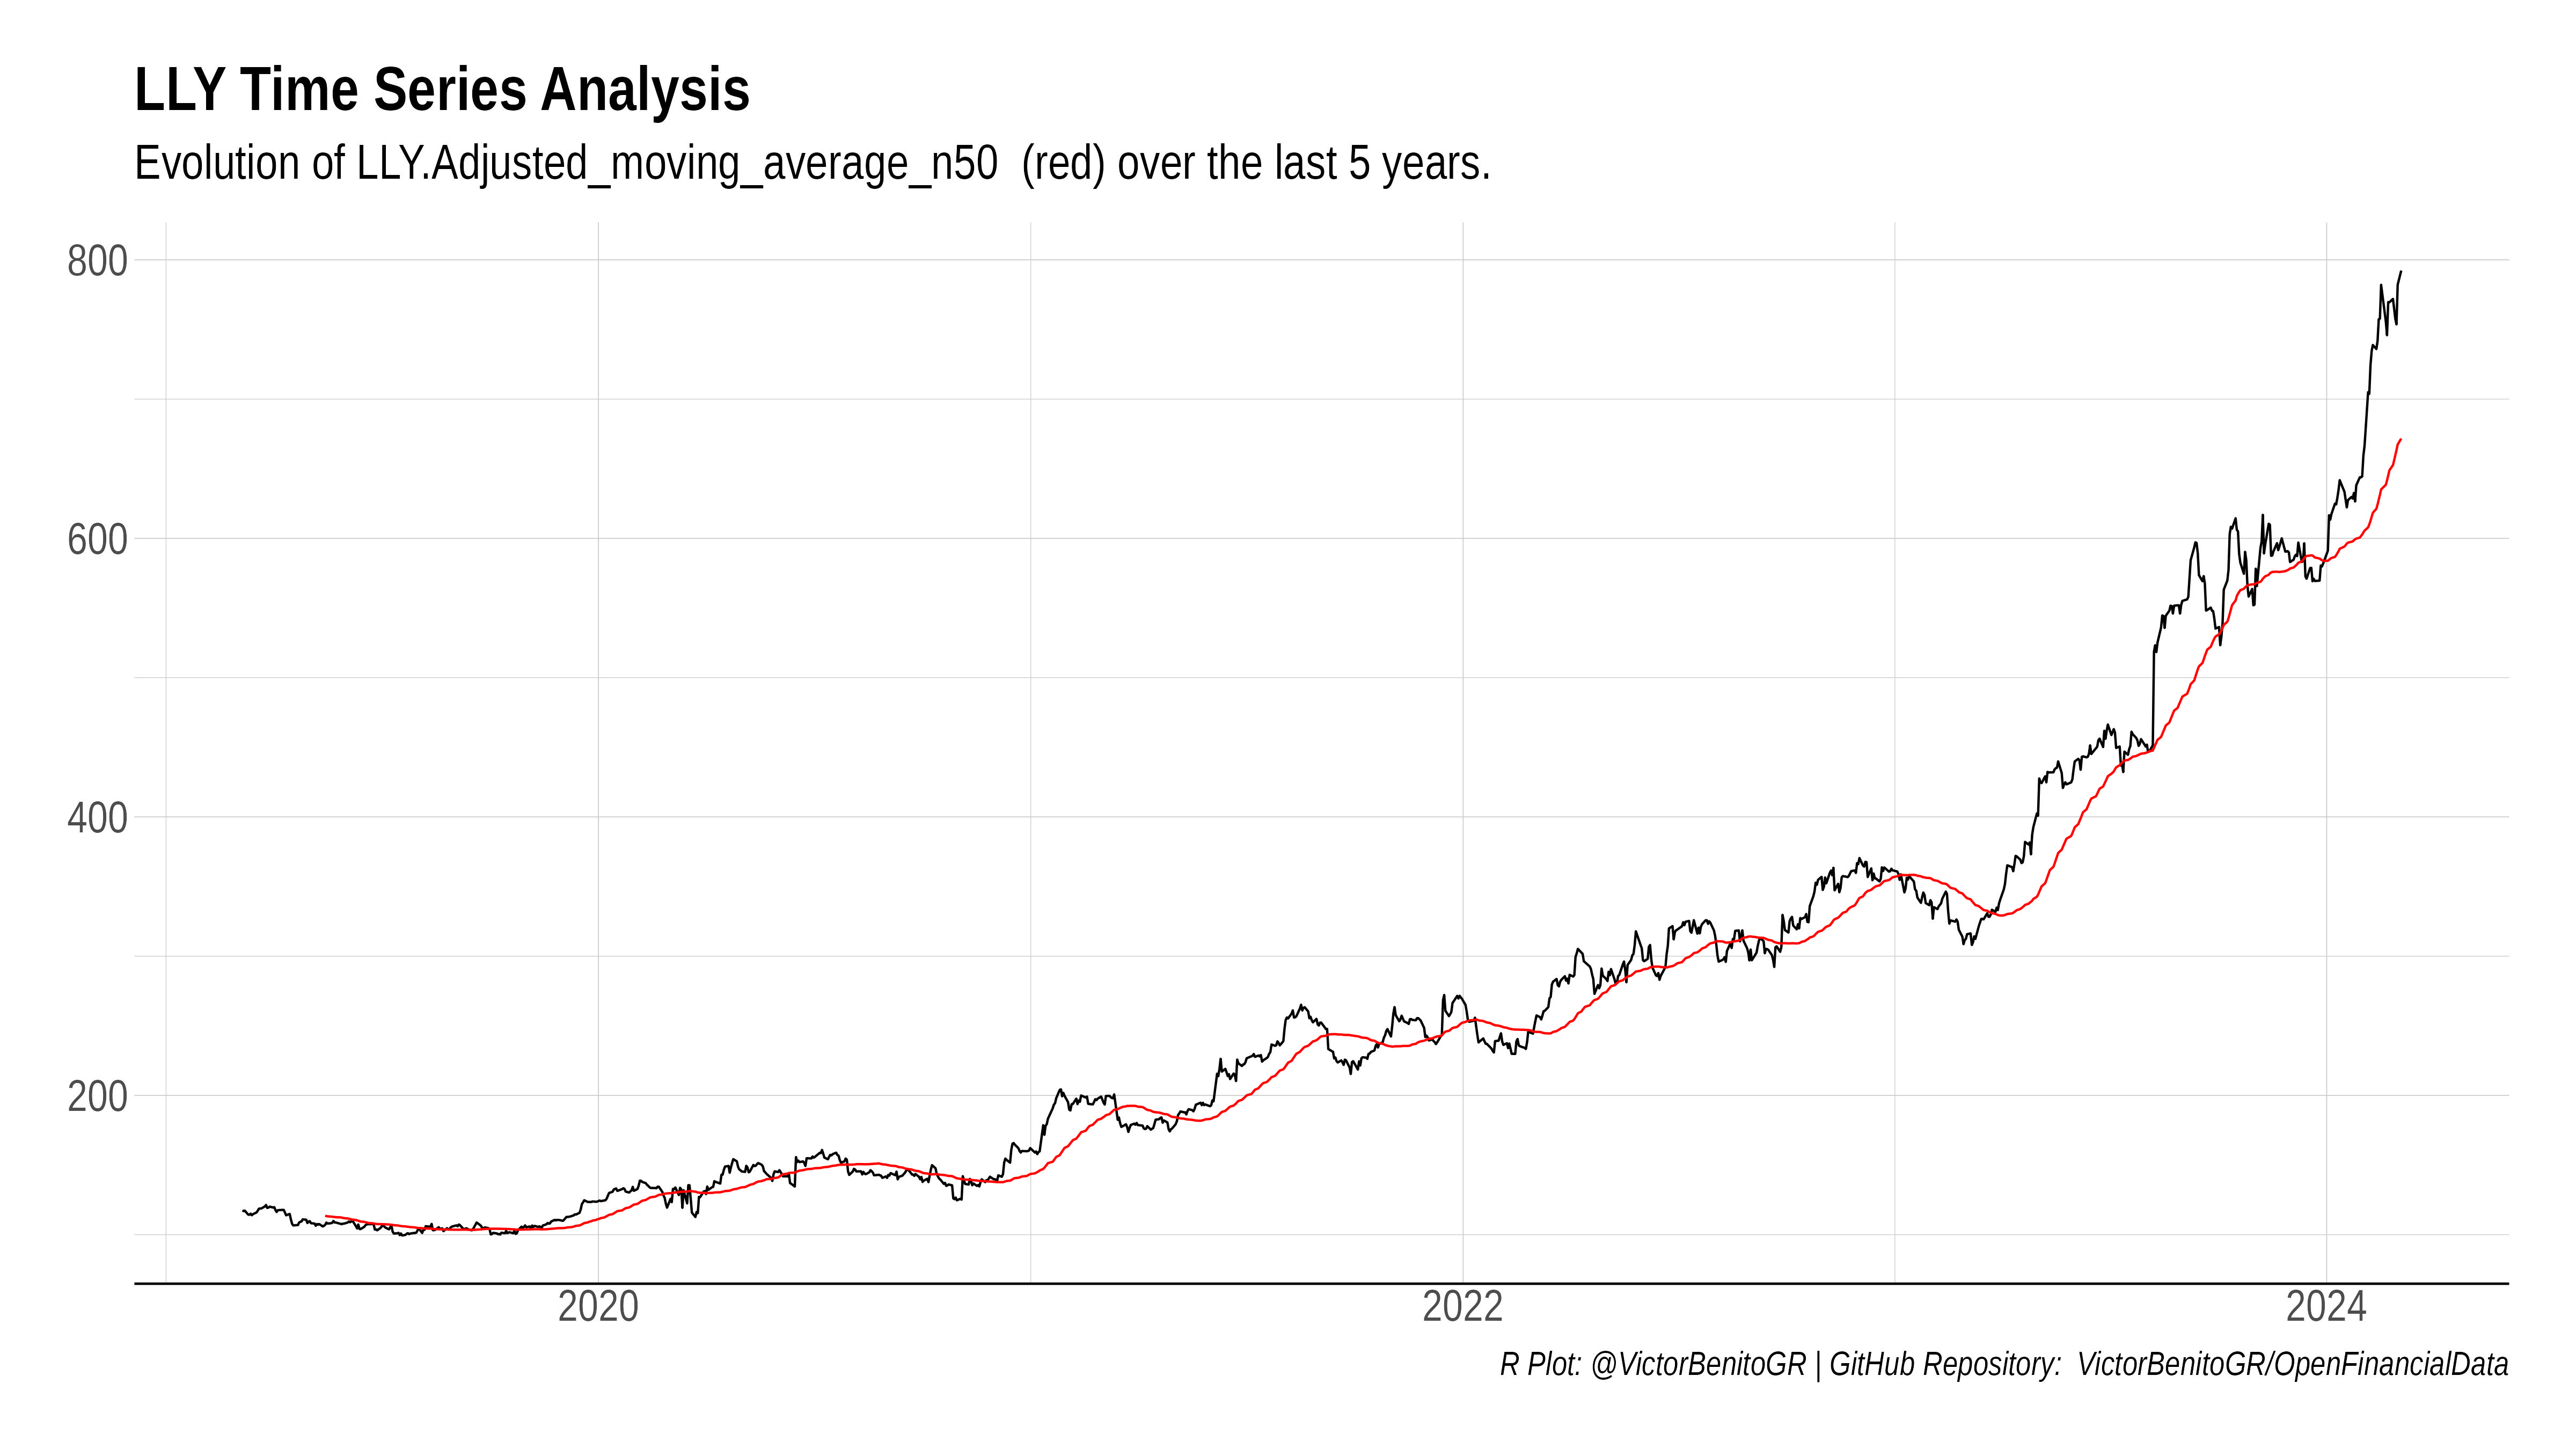 LLY Time Series Analysis
Evolution of LLY.Adjusted_moving_average_n50  (red) over the last 5 years.
800
600
400
200
2020 2022 2024
R Plot: @VictorBenitoGR | GitHub Repository:  VictorBenitoGR/OpenFinancialData